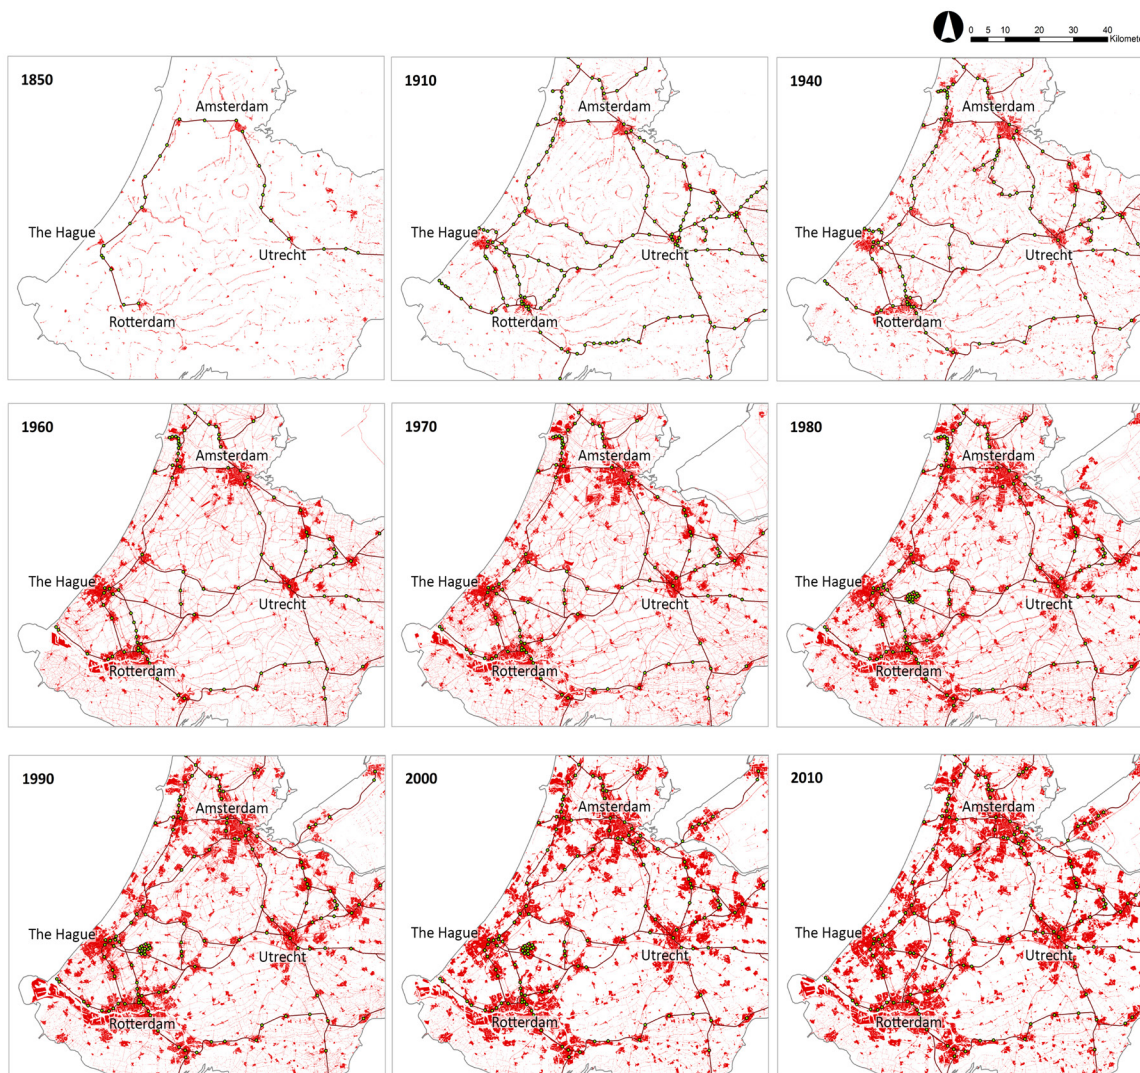 0 5 10 20 30 40
Kilomete
1850
Amsterdam
The Hague
Utrecht
Rotterdam
1910
Amsterdam
The Hague
Utrecht
Rotterdam
1940
Amsterdam
The Hague
Utrecht
Rotterdam
1960
Amsterdam
The Hague
Utrecht
Rotterdam
1970
Amsterdam
The Hague
Utrecht
Rotterdam
1980
Amsterdam
The Hague
Utrecht
Rotterdam
1990
Amsterdam
The Hague
Utrecht
Rotterdam
2000
Amsterdam
The Hague
Utrecht
Rotterdam
2010
Amsterdam
The Hague
Utrecht
Rotterdam